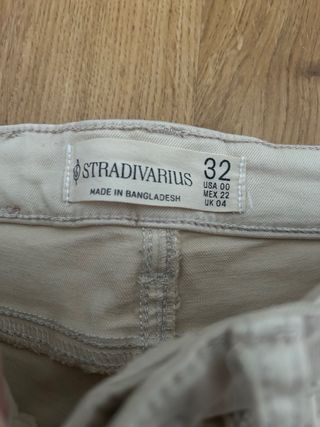 STRADIVARIUS
MADE IN BANGLADESH
32
USA 00
MEX 22
UK 04